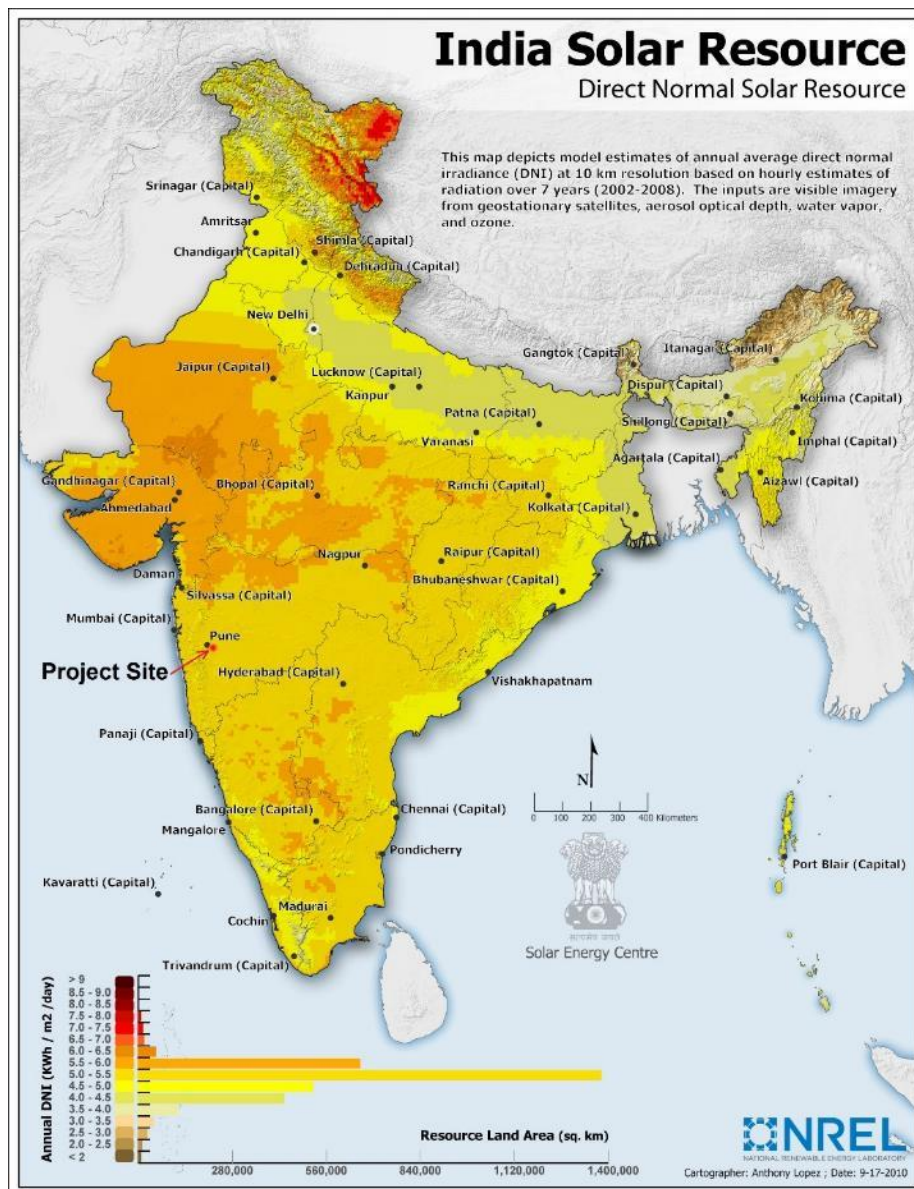 India Solar Resource
Direct Normal Solar Resource
This map depicts model estimates of annual average direct normal
irradiance (DNI) at 10 km resolution based on hourly estimates of
radiation over 7 years (2002-2008). The inputs are visible imagery
from geostationary satellites, aerosol optical depth, water vapor,
and ozone.
Srinagar (Capital)
Amritsar
Shimla (Capital)
Chandigarh (Capital)
Dehradun (Capital)
New Delhi
Gangtok (Capital)
Itanagar (Capital)
Jaipur (Capital)
Lucknow (Capital)
Kanpur
Dispur (Capital)
Kohima (Capital)
Patna (Capital)
Shillong (Capital)
Varanasi
Imphal (Capital)
Agartala (Capital)
Gandhinagar (Capital)
Bhopal (Capital)
Ranchi (Capital)
Aizawl (Capital)
Ahmedabad
Kolkata (Capital)
Nagpur
Raipur (Capital)
Daman
Bhubaneshwar (Capital)
Silvassa (Capital)
Mumbai (Capital)
Pune
Project Site
Hyderabad (Capital)
Vishakhapatnam
Panaji (Capital)
N
Bangalore (Capital)
Chennai (Capital)
0 100 200 300 400 Kilometers
Mangalore
Pondicherry
Port Blair (Capital)
Kavaratti (Capital)
Madurai
Cochin
Solar Energy Centre
Trivandrum (Capital)
Annual DNI (KWh / m2 /day)
> 9
8.5 - 9.0
8.0 - 8.5
7.5 - 8.0
7.0 - 7.5
6.5 - 7.0
6.0 - 6.5
5.5 - 6.0
5.0 - 5.5
4.5 - 5.0
4.0 - 4.5
3.5 - 4.0
3.0 - 3.5
2.5 - 3.0
2.0 - 2.5
< 2
Resource Land Area (sq. km)
280,000 560,000 840,000 1,120,000 1,400,000
NREL
NATIONAL RENEWABLE ENERGY LABORATORY
Cartographer: Anthony Lopez ; Date: 9-17-2010